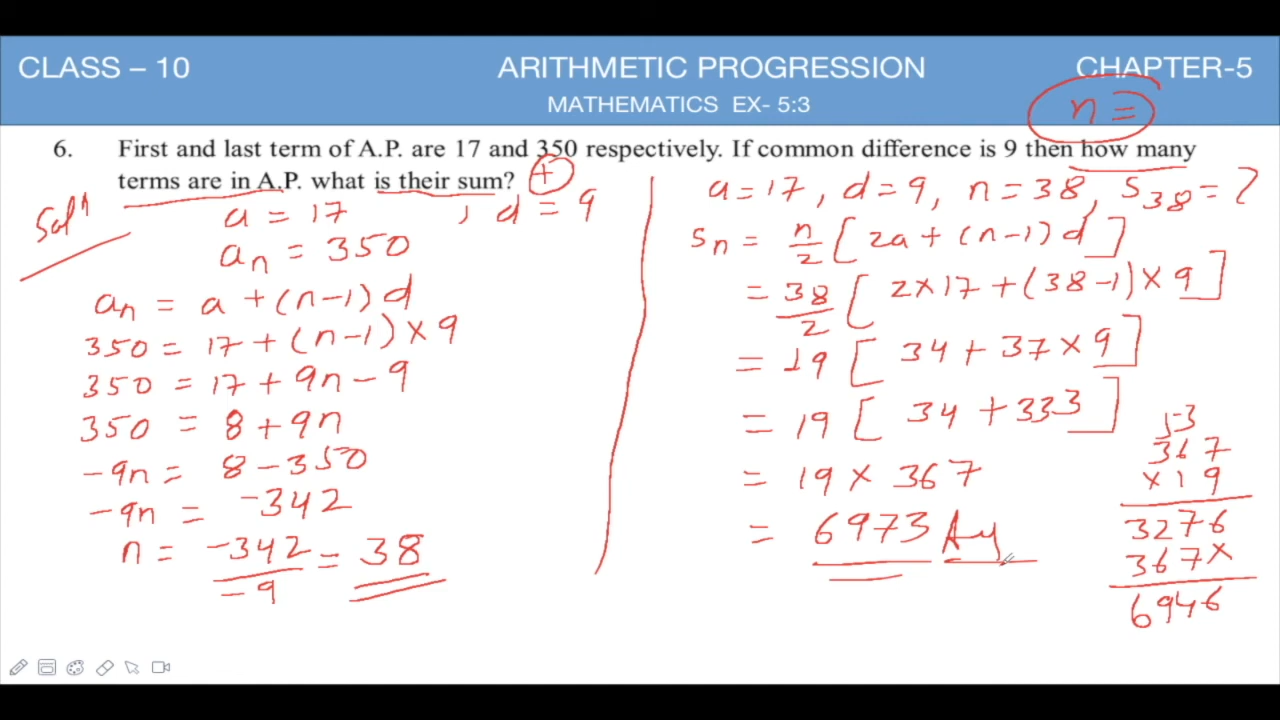 CLASS – 10 ARITHMETIC PROGRESSION CHAPTER-5
MATHEMATICS EX- 5:3
n =
6. First and last term of A.P. are 17 and 350 respectively. If common difference is 9 then how many
terms are in A.P. what is their sum?
+
Solⁿ
a = 17 , d = 9
aₙ = 350
aₙ = a + (n-1) d
350 = 17 + (n-1) × 9
350 = 17 + 9n - 9
350 = 8 + 9n
-9n = 8 - 350
-9n = -342
n = -342/-9 = 38
a = 17, d = 9, n = 38, S₃₈ = ?
Sₙ = n/2 [ 2a + (n-1) d ]
= 38/2 [ 2×17 + (38-1) × 9 ]
= 19 [ 34 + 37 × 9 ]
= 19 [ 34 + 333 ]
= 19 × 367
= 6973
367
×19
3276
367×
6946